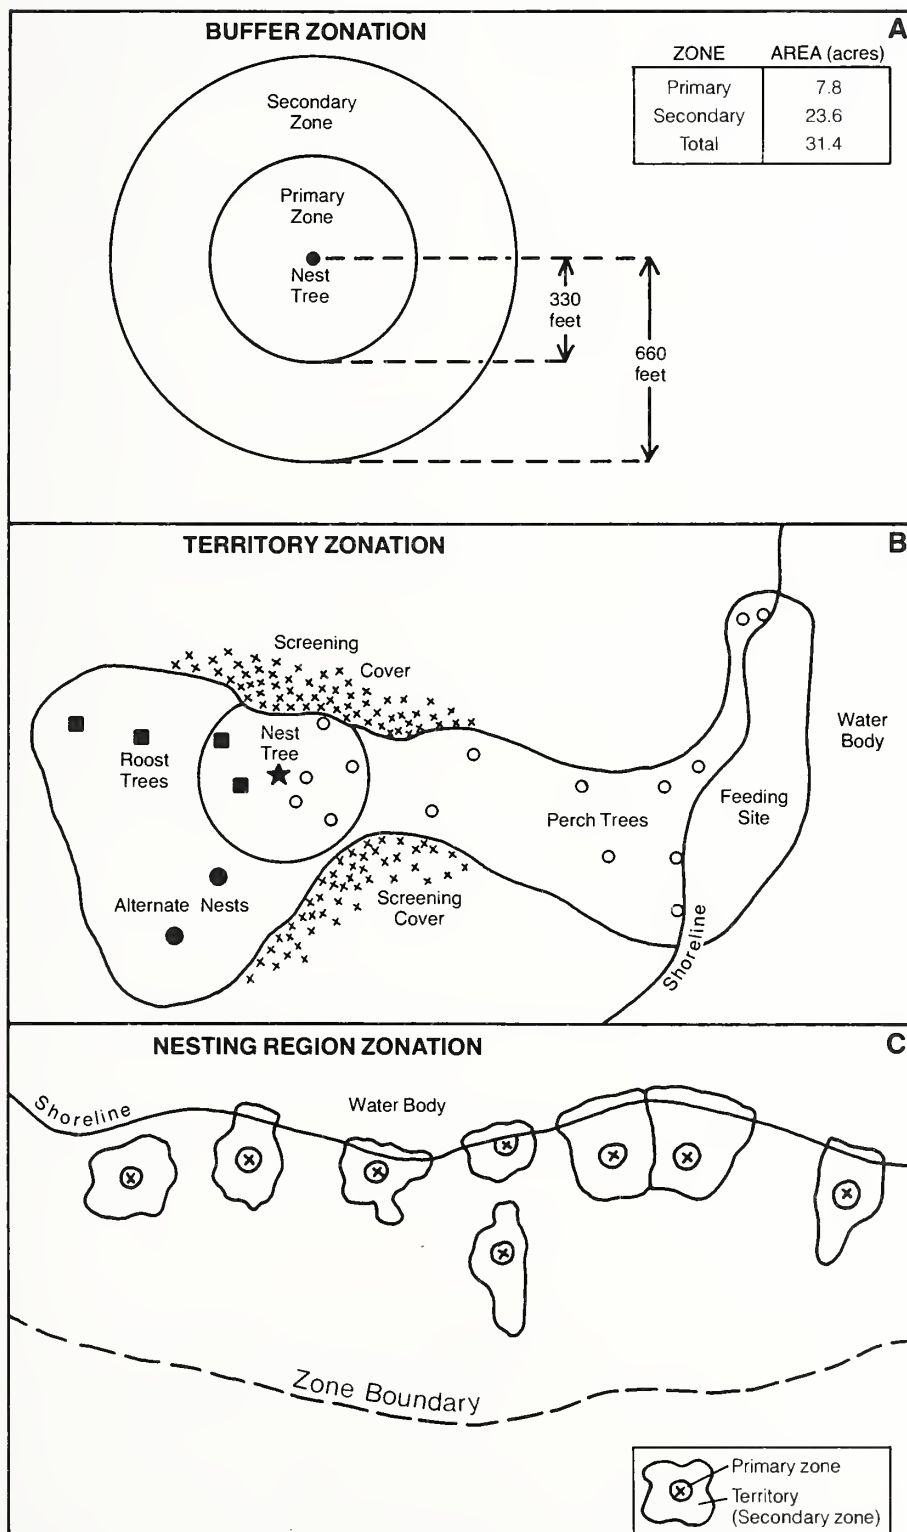 BUFFER ZONATION
A
ZONE AREA (acres)
Primary 7.8
Secondary 23.6
Total 31.4
Secondary
Zone
Primary
Zone
Nest
Tree
330
feet
660
feet
TERRITORY ZONATION
B
Screening
Cover
Nest
Tree
Roost
Trees
Water
Body
Feeding
Site
Perch Trees
Alternate Nests
Screening
Cover
Shoreline
NESTING REGION ZONATION
C
Shoreline
Water Body
Zone Boundary
Primary zone
Territory
(Secondary zone)